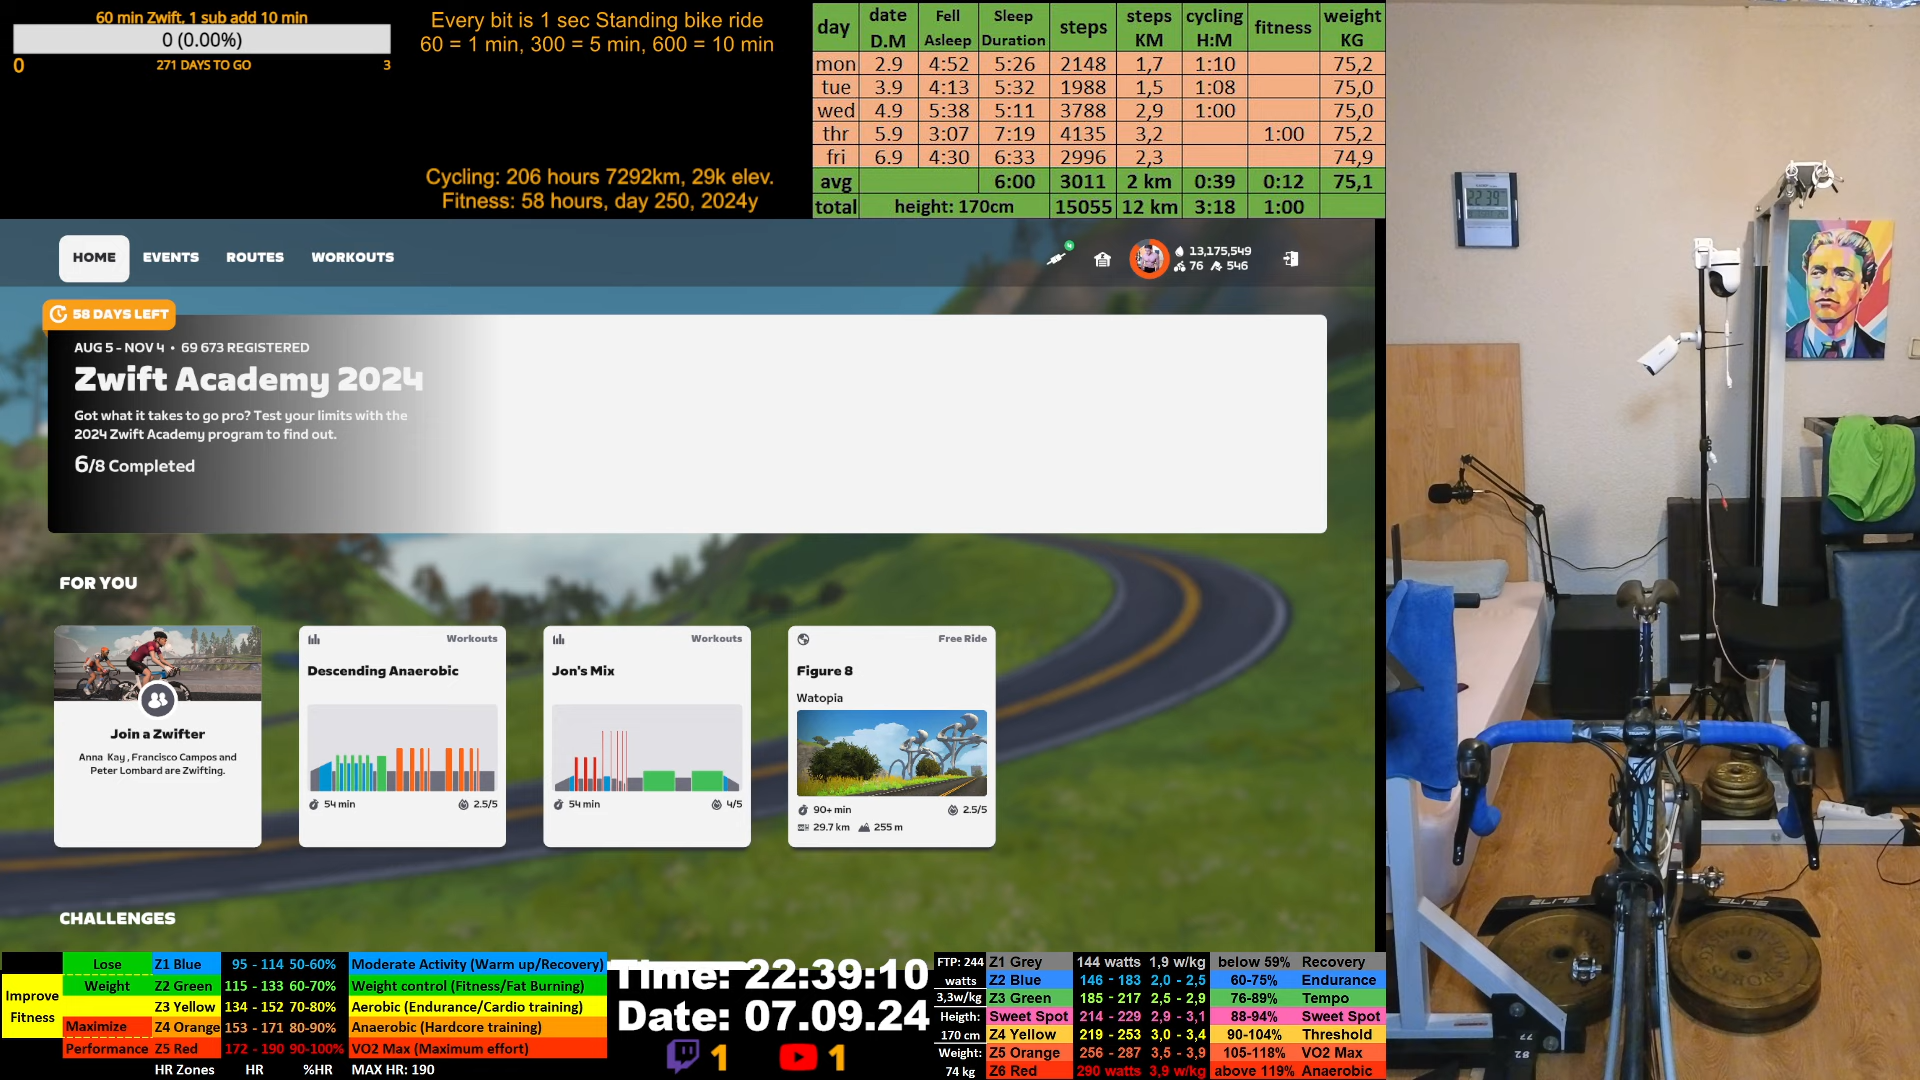 60 min Zwift, 1 sub add 10 min
0 (0.00%)
0 271 DAYS TO GO 3
Every bit is 1 sec Standing bike ride
60 = 1 min, 300 = 5 min, 600 = 10 min
Cycling: 206 hours 7292km, 29k elev.
Fitness: 58 hours, day 250, 2024y
day date D.M Fell Asleep Sleep Duration steps steps KM cycling H:M fitness weight KG
mon 2.9 4:52 5:26 2148 1,7 1:10 75,2
tue 3.9 4:13 5:32 1988 1,5 1:08 75,0
wed 4.9 5:38 5:11 3788 2,9 1:00 75,0
thr 5.9 3:07 7:19 4135 3,2 1:00 75,2
fri 6.9 4:30 6:33 2996 2,3 74,9
avg 6:00 3011 2 km 0:39 0:12 75,1
total height: 170cm 15055 12 km 3:18 1:00
HOME EVENTS ROUTES WORKOUTS
4
13,175,549
76 546
58 DAYS LEFT
AUG 5 - NOV 4 • 69 673 REGISTERED
Zwift Academy 2024
Got what it takes to go pro? Test your limits with the
2024 Zwift Academy program to find out.
6/8 Completed
FOR YOU
Join a Zwifter
Anna Kay, Francisco Campos and
Peter Lombard are Zwifting.
Workouts
Descending Anaerobic
54 min 2.5/5
Workouts
Jon's Mix
54 min 4/5
Free Ride
Figure 8
Watopia
90+ min 2.5/5
29.7 km 255 m
CHALLENGES
Lose Weight
Improve Fitness
Maximize Performance
Z1 Blue 95 - 114 50-60% Moderate Activity (Warm up/Recovery)
Z2 Green 115 - 133 60-70% Weight control (Fitness/Fat Burning)
Z3 Yellow 134 - 152 70-80% Aerobic (Endurance/Cardio training)
Z4 Orange 153 - 171 80-90% Anaerobic (Hardcore training)
Z5 Red 172 - 190 90-100% VO2 Max (Maximum effort)
HR Zones HR %HR MAX HR: 190
Time: 22:39:10
Date: 07.09.24
1 1
FTP: 244 Z1 Grey 144 watts 1,9 w/kg below 59% Recovery
watts Z2 Blue 146 - 183 2,0 - 2,5 60-75% Endurance
3,3w/kg Z3 Green 185 - 217 2,5 - 2,9 76-89% Tempo
Heigth: Sweet Spot 214 - 229 2,9 - 3,1 88-94% Sweet Spot
170 cm Z4 Yellow 219 - 253 3,0 - 3,4 90-104% Threshold
Weight: Z5 Orange 256 - 287 3,5 - 3,9 105-118% VO2 Max
74 kg Z6 Red 290 watts 3,9 w/kg above 119% Anaerobic
22:39
TREK
ELITE
ELITE